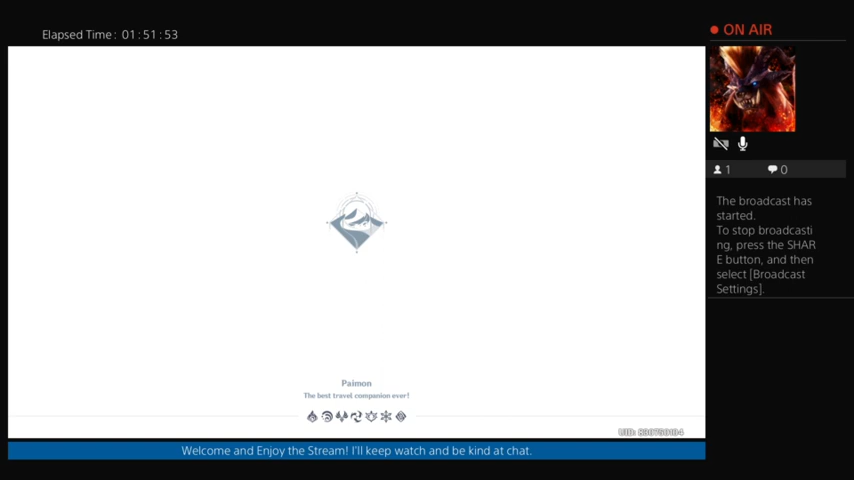 Elapsed Time: 01:51:53
ON AIR
1
0
The broadcast has
started.
To stop broadcasti
ng, press the SHAR
E button, and then
select [Broadcast
Settings].
Paimon
The best travel companion ever!
Welcome and Enjoy the Stream! I'll keep watch and be kind at chat.